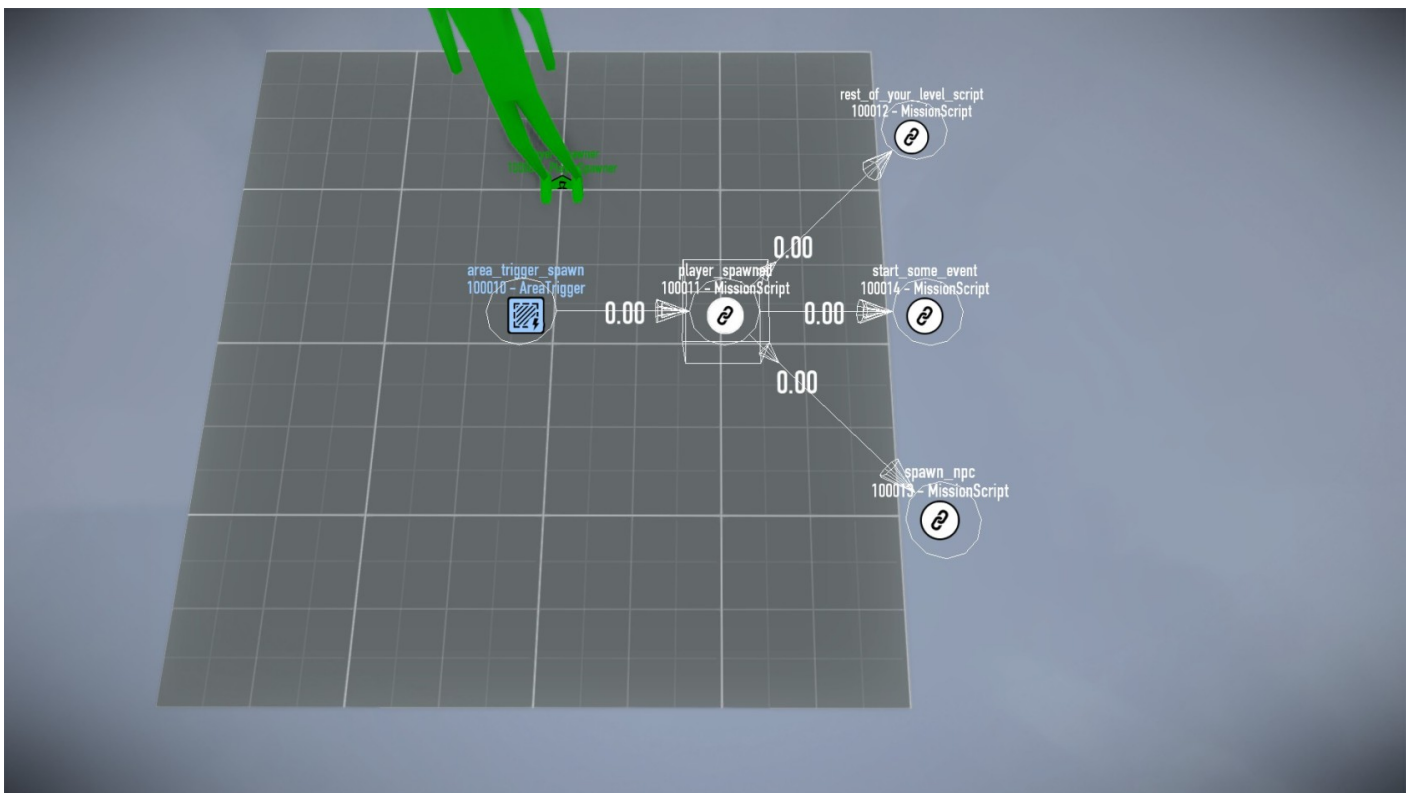 rest_of_your_level_script
100012 - MissionScript
0.00
area_trigger_spawn
100010 - AreaTrigger
player_spawned
100011 - MissionScript
start_some_event
100014 - MissionScript
0.00
0.00
0.00
spawn_npc
100013 - MissionScript